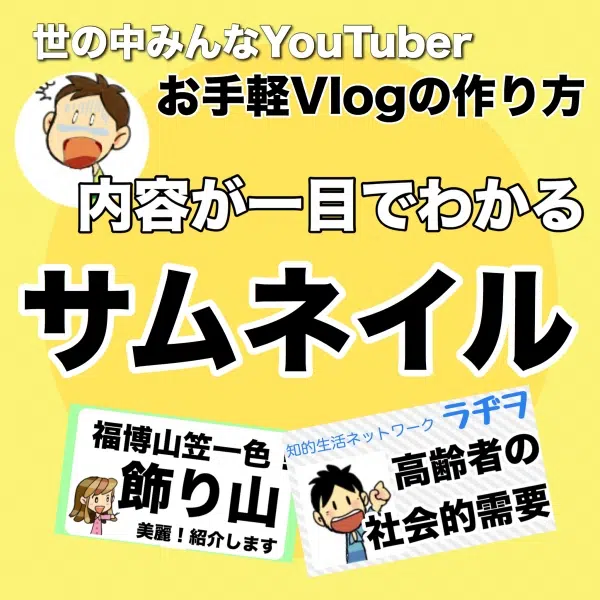 世の中みんなYouTuber
お手軽Vlogの作り方
内容が一目でわかる
サムネイル
福博山笠一色!
飾り山
美麗!紹介します
知的生活ネットワーク ラヂヲ
高齢者の
社会的需要